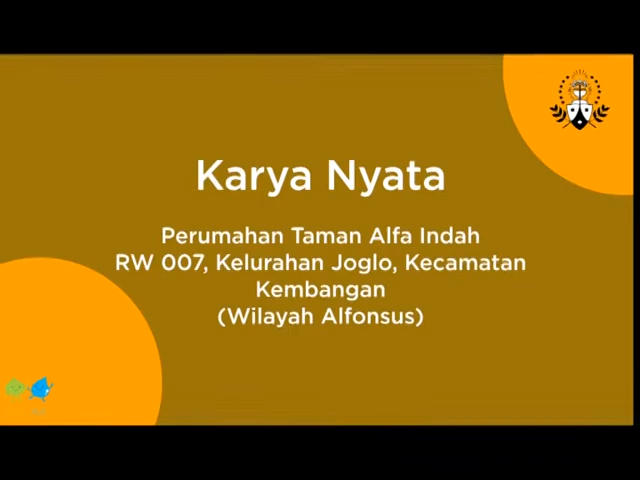 Karya Nyata
Perumahan Taman Alfa Indah
RW 007, Kelurahan Joglo, Kecamatan
Kembangan
(Wilayah Alfonsus)